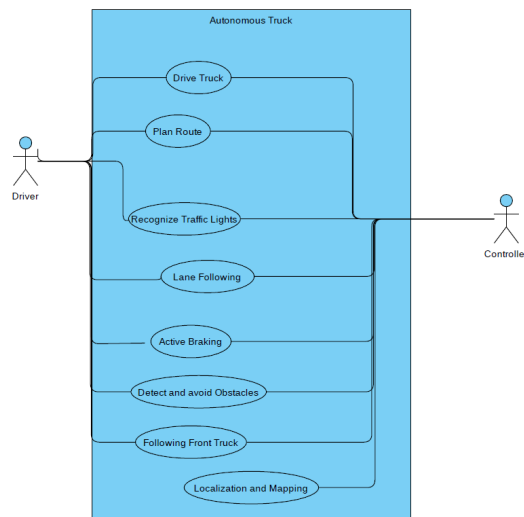 Autonomous Truck
Drive Truck
Plan Route
Driver
Recognize Traffic Lights
Controlle
Lane Following
Active Braking
Detect and avoid Obstacles
Following Front Truck
Localization and Mapping